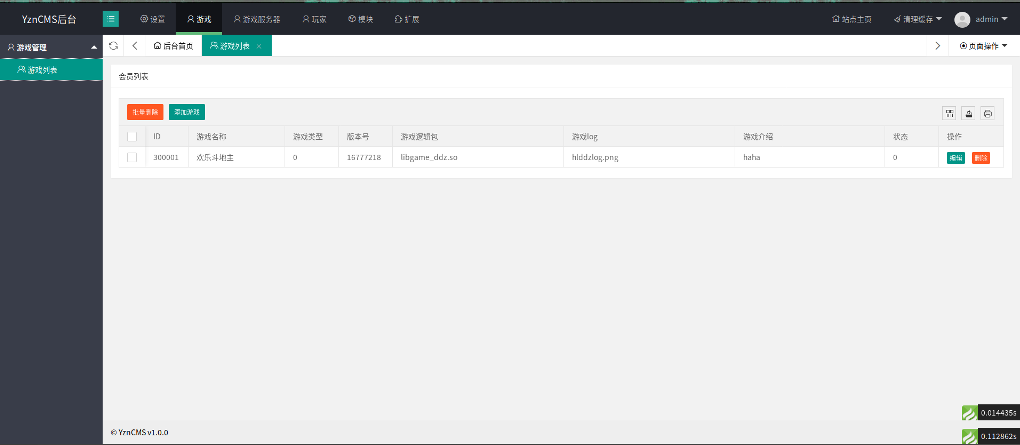 YznCMS后台 设置 游戏 游戏服务器 玩家 模块 扩展 站点主页 清理缓存 admin
游戏管理 后台首页 游戏列表 × 页面操作
游戏列表
会员列表
批量删除 添加游戏
ID 游戏名称 游戏类型 版本号 游戏逻辑包 游戏log 游戏介绍 状态 操作
300001 欢乐斗地主 0 16777218 libgame_ddz.so hlddzlog.png haha 0 编辑 删除
0.014435s
© YznCMS v1.0.0
0.112862s